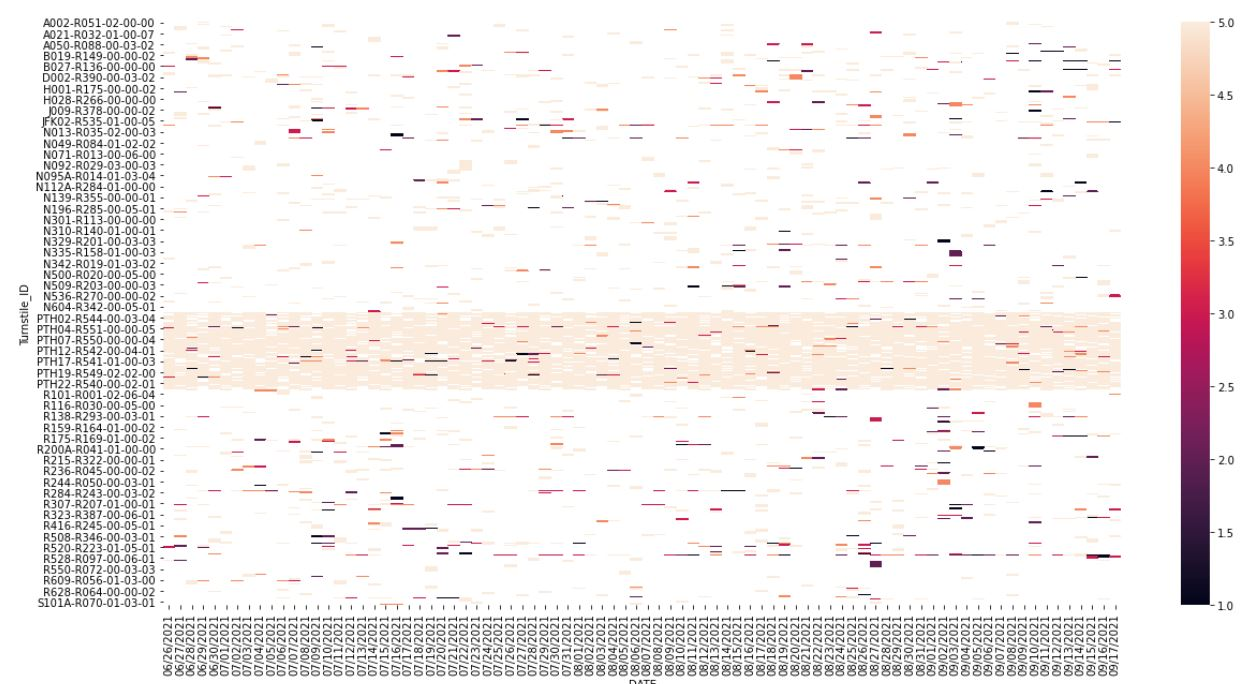 Turnstile_ID
A002-R051-02-00-00
A021-R032-01-00-07
A050-R088-00-03-02
B019-R149-00-00-02
B027-R136-00-00-00
D002-R390-00-03-02
H001-R175-00-00-02
H028-R266-00-00-00
J009-R378-00-00-02
JFK02-R535-01-00-05
N013-R035-02-00-03
N049-R084-01-02-02
N071-R013-00-06-00
N092-R029-03-00-03
N095A-R014-01-03-04
N112A-R284-01-00-00
N139-R355-00-00-01
N196-R285-00-05-01
N301-R113-00-00-00
N310-R140-01-00-01
N329-R201-00-03-03
N335-R158-01-00-03
N342-R019-01-03-02
N500-R020-00-05-00
N509-R203-00-00-03
N536-R270-00-00-02
N604-R342-00-05-01
PTH02-R544-00-03-04
PTH04-R551-00-00-05
PTH07-R550-00-00-04
PTH12-R542-00-04-01
PTH17-R541-01-00-03
PTH19-R549-02-02-00
PTH22-R540-00-02-01
R101-R001-02-06-04
R116-R030-00-05-00
R138-R293-00-03-01
R159-R164-01-00-02
R175-R169-01-00-02
R200A-R041-01-00-00
R215-R322-00-00-01
R236-R045-00-00-02
R244-R050-00-03-01
R284-R243-00-03-02
R307-R207-01-00-01
R323-R387-00-06-01
R416-R245-00-05-01
R508-R346-00-03-01
R520-R223-01-05-01
R528-R097-00-06-01
R550-R072-00-03-03
R609-R056-01-03-00
R628-R064-00-00-02
S101A-R070-01-03-01
06/26/2021
06/27/2021
06/28/2021
06/29/2021
06/30/2021
07/01/2021
07/02/2021
07/03/2021
07/04/2021
07/05/2021
07/06/2021
07/07/2021
07/08/2021
07/09/2021
07/10/2021
07/11/2021
07/12/2021
07/13/2021
07/14/2021
07/15/2021
07/16/2021
07/17/2021
07/18/2021
07/19/2021
07/20/2021
07/21/2021
07/22/2021
07/23/2021
07/24/2021
07/25/2021
07/26/2021
07/27/2021
07/28/2021
07/29/2021
07/30/2021
07/31/2021
08/01/2021
08/02/2021
08/03/2021
08/04/2021
08/05/2021
08/06/2021
08/07/2021
08/08/2021
08/09/2021
08/10/2021
08/11/2021
08/12/2021
08/13/2021
08/14/2021
08/15/2021
08/16/2021
08/17/2021
08/18/2021
08/19/2021
08/20/2021
08/21/2021
08/22/2021
08/23/2021
08/24/2021
08/25/2021
08/26/2021
08/27/2021
08/28/2021
08/29/2021
08/30/2021
08/31/2021
09/01/2021
09/02/2021
09/03/2021
09/04/2021
09/05/2021
09/06/2021
09/07/2021
09/08/2021
09/09/2021
09/10/2021
09/11/2021
09/12/2021
09/13/2021
09/14/2021
09/15/2021
09/16/2021
09/17/2021
DATE
5.0
4.5
4.0
3.5
3.0
2.5
2.0
1.5
1.0